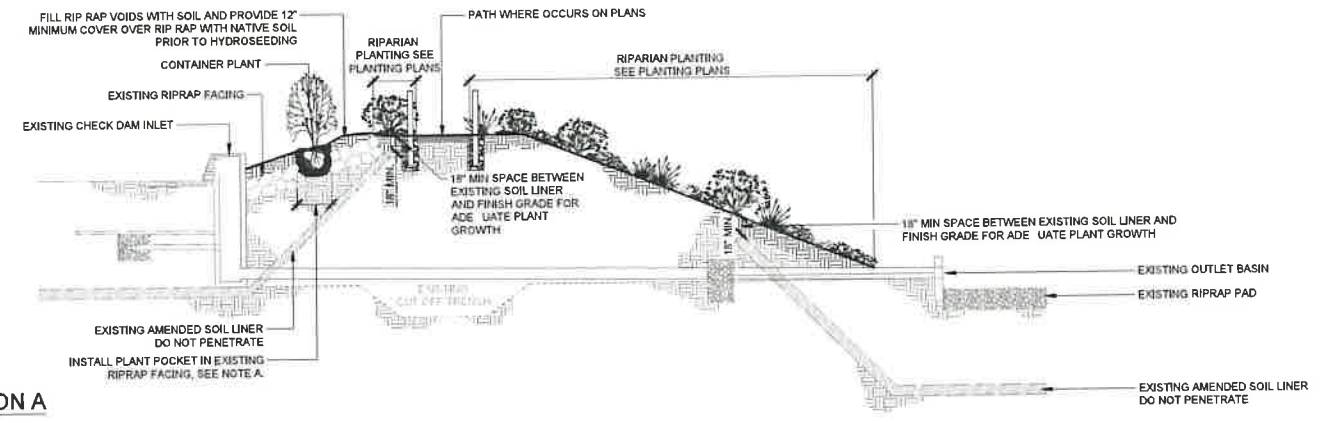 FILL RIP RAP VOIDS WITH SOIL AND PROVIDE 12"
MINIMUM COVER OVER RIP RAP WITH NATIVE SOIL
PRIOR TO HYDROSEEDING
PATH WHERE OCCURS ON PLANS
RIPARIAN
PLANTING SEE
PLANTING PLANS
RIPARIAN PLANTING
SEE PLANTING PLANS
CONTAINER PLANT
EXISTING RIPRAP FACING
EXISTING CHECK DAM INLET
18" MIN.
18" MIN SPACE BETWEEN
EXISTING SOIL LINER
AND FINISH GRADE FOR
ADE UATE PLANT
GROWTH
18" MIN.
18" MIN SPACE BETWEEN EXISTING SOIL LINER AND
FINISH GRADE FOR ADE UATE PLANT GROWTH
EXISTING OUTLET BASIN
EXISTING RIPRAP PAD
EXISTING
CUT OFF TRENCH
EXISTING AMENDED SOIL LINER
DO NOT PENETRATE
INSTALL PLANT POCKET IN EXISTING
RIPRAP FACING, SEE NOTE A.
EXISTING AMENDED SOIL LINER
DO NOT PENETRATE
ON A